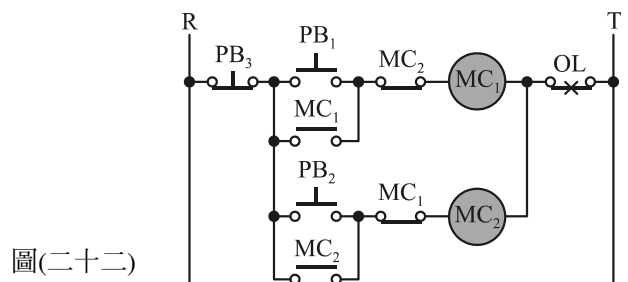 R T
PB₃ PB₁ MC₂ MC₁ OL
MC₁
PB₂ MC₁ MC₂
MC₂
圖(二十二)